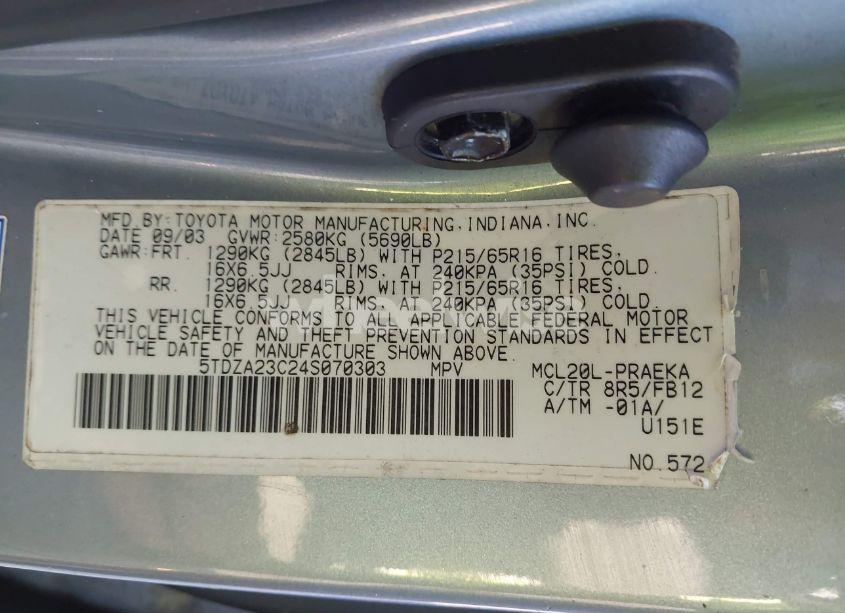 MFD.BY:TOYOTA MOTOR MANUFACTURING,INDIANA,INC.
DATE 09/03 GVWR:2580KG (5690LB)
GAWR:FRT. 1290KG (2845LB) WITH P215/65R16 TIRES,
16X6.5JJ RIMS, AT 240KPA (35PSI) COLD.
RR. 1290KG (2845LB) WITH P215/65R16 TIRES,
16X6.5JJ RIMS, AT 240KPA (35PSI) COLD.
THIS VEHICLE CONFORMS TO ALL APPLICABLE FEDERAL MOTOR
VEHICLE SAFETY AND THEFT PREVENTION STANDARDS IN EFFECT
ON THE DATE OF MANUFACTURE SHOWN ABOVE.
5TDZA23C24S070303 MPV MCL20L-PRAEKA
C/TR 8R5/FB12
A/TM -01A/
U151E
NO.572